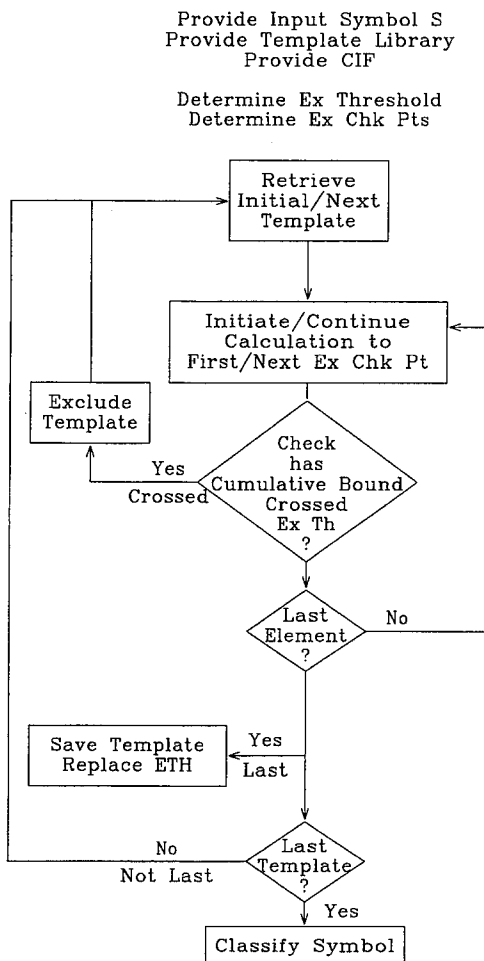 Provide Input Symbol S
Provide Template Library
Provide CIF
Determine Ex Threshold
Determine Ex Chk Pts
Retrieve
Initial/Next
Template
Initiate/Continue
Calculation to
First/Next Ex Chk Pt
Exclude
Template
Yes
Crossed
Check
has
Cumulative Bound
Crossed
Ex Th
?
Last
Element
?
No
Save Template
Replace ETH
Yes
Last
No
Not Last
Last
Template
?
Yes
Classify Symbol